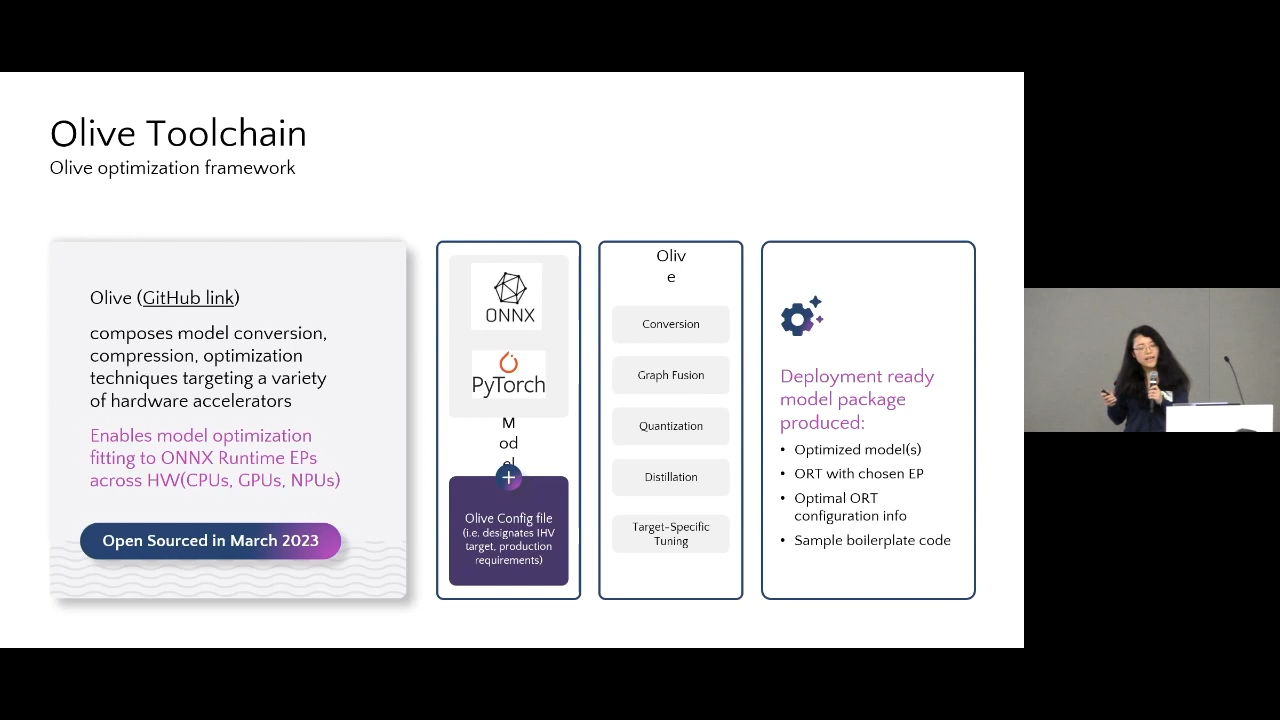 Olive Toolchain
Olive optimization framework
Olive (GitHub link)
composes model conversion,
compression, optimization
techniques targeting a variety
of hardware accelerators
Enables model optimization
fitting to ONNX Runtime EPs
across HW(CPUs, GPUs, NPUs)
Open Sourced in March 2023
ONNX
PyTorch
M
od
el
+
Olive Config file
(i.e. designates IHV
target, production
requirements)
Oliv
e
Conversion
Graph Fusion
Quantization
Distillation
Target-Specific
Tuning
Deployment ready
model package
produced:
• Optimized model(s)
• ORT with chosen EP
• Optimal ORT
configuration info
• Sample boilerplate code